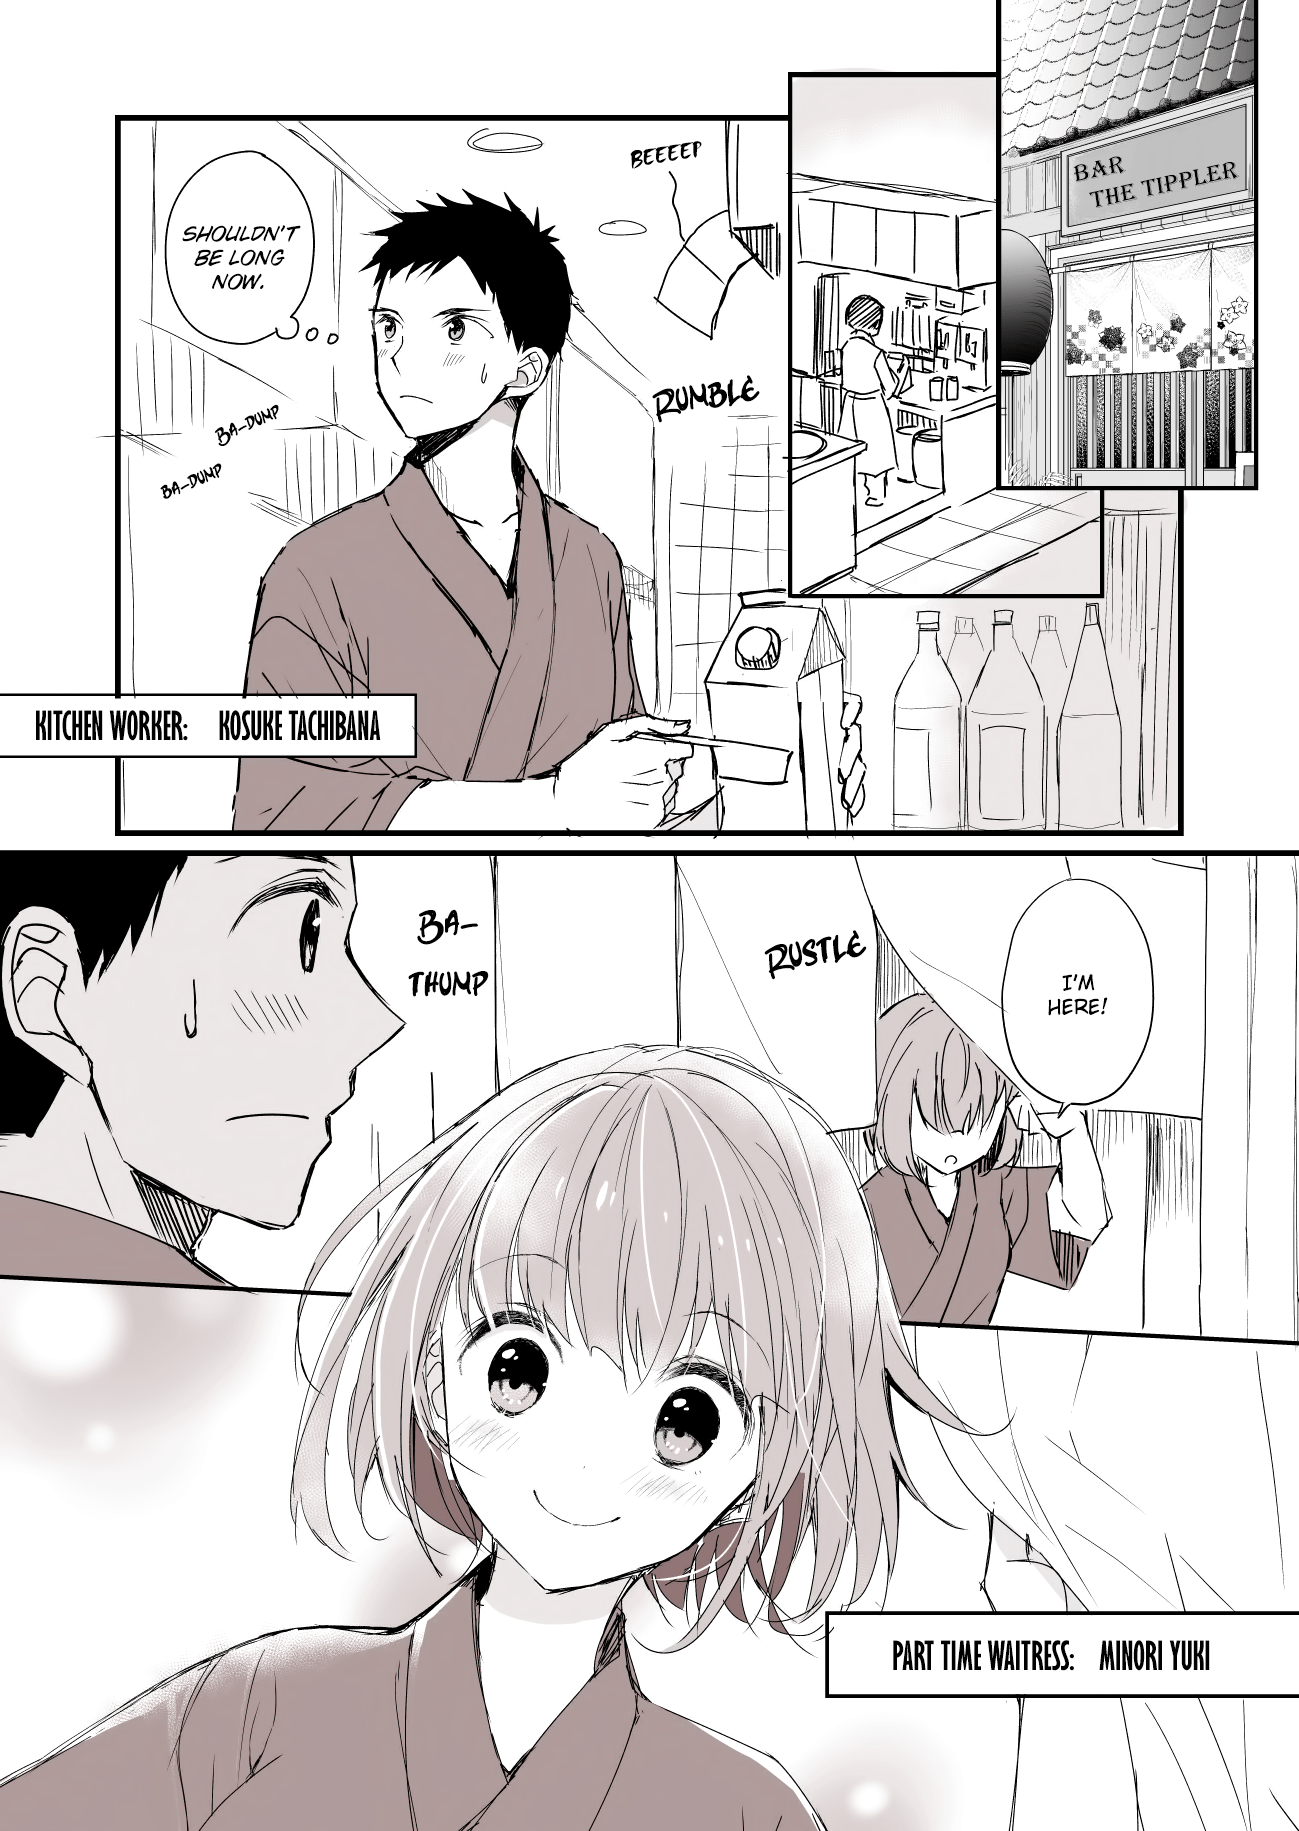 BAR
THE TIPPLER
BEEEEP
SHOULDN'T
BE LONG
NOW.
RUMBLE
BA-DUMP
BA-DUMP
KITCHEN WORKER: KOSUKE TACHIBANA
I'M
HERE!
RUSTLE
BA-
THUMP
PART TIME WAITRESS: MINORI YUKI